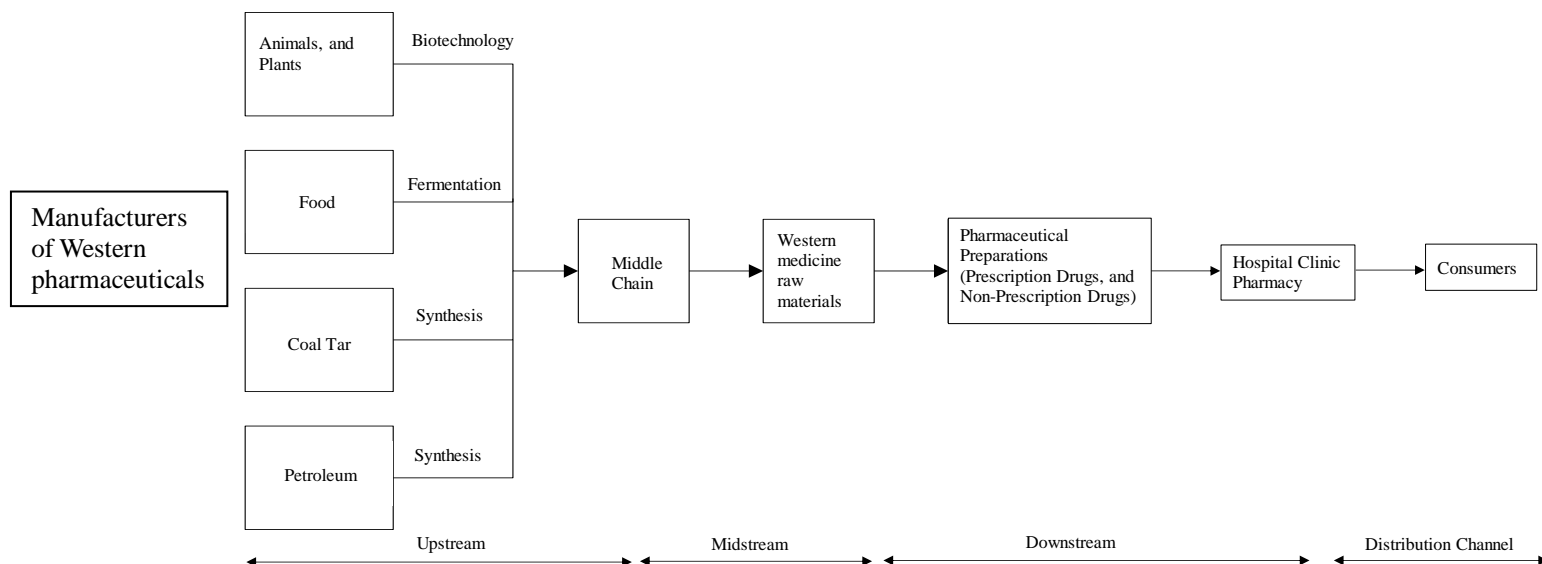 Manufacturers
of Western
pharmaceuticals
Animals, and
Plants
Biotechnology
Food
Fermentation
Coal Tar
Synthesis
Petroleum
Synthesis
Middle
Chain
Western
medicine
raw
materials
Pharmaceutical
Preparations
(Prescription Drugs, and
Non-Prescription Drugs)
Hospital Clinic
Pharmacy
Consumers
Upstream
Midstream
Downstream
Distribution Channel